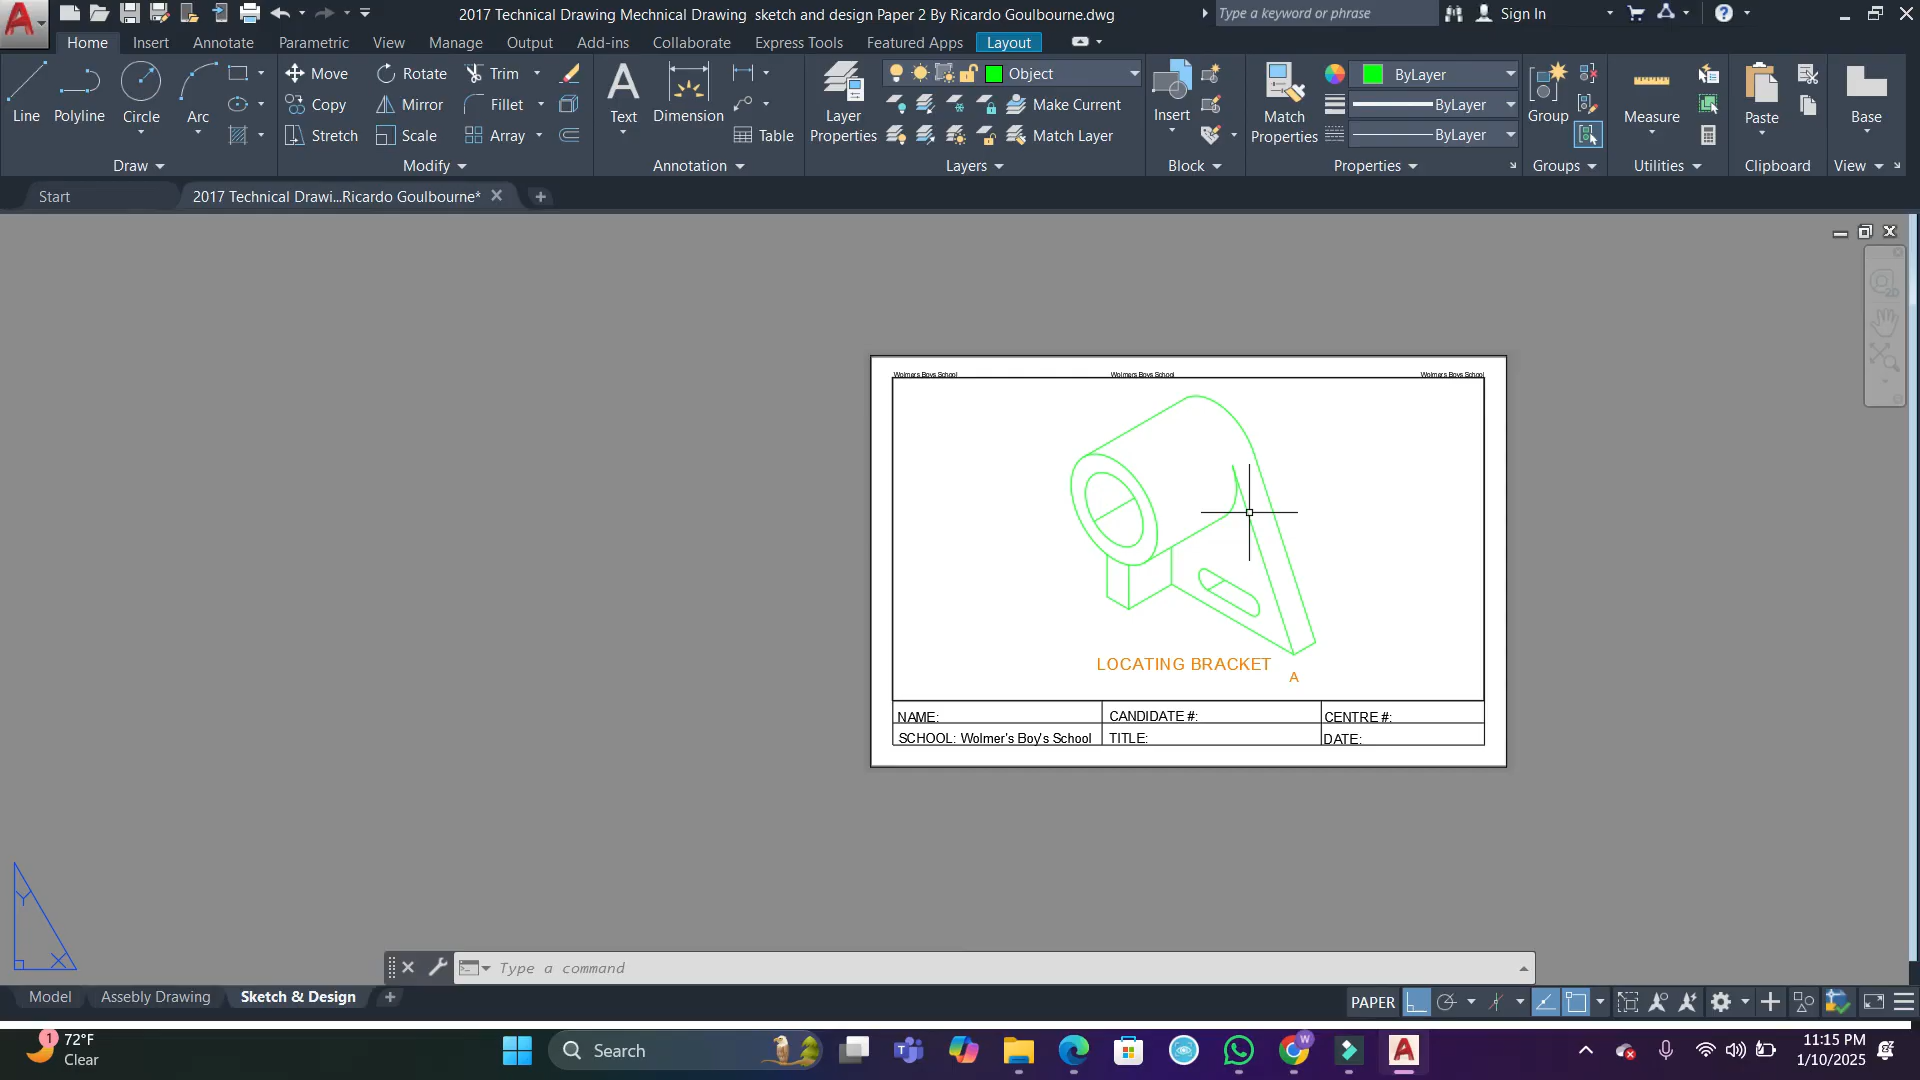 2017 Technical Drawing Mechnical Drawing  sketch and design Paper 2 By Ricardo Goulbourne.dwg
Type a keyword or phrase
Sign In
Home Insert Annotate Parametric View Manage Output Add-ins Collaborate Express Tools Featured Apps Layout
Line Polyline Circle Arc
Move Rotate Trim
Copy Mirror Fillet
Stretch Scale Array
Text Dimension Table
Layer Properties
Object
Make Current
Match Layer
Insert
Match Properties
ByLayer
ByLayer
ByLayer
Group Measure Paste Base
Draw Modify Annotation Layers Block Properties Groups Utilities Clipboard View
Start
2017 Technical Drawi...Ricardo Goulbourne*
2D
Wolmers Boys School Wolmers Boys School Wolmers Boys School
LOCATING BRACKET
A
NAME: CANDIDATE #: CENTRE #:
SCHOOL: Wolmer's Boy's School TITLE: DATE:
Y
X
Type a command
Model Assebly Drawing Sketch & Design
PAPER
1
72°F
Clear
Search
W
11:15 PM
1/10/2025